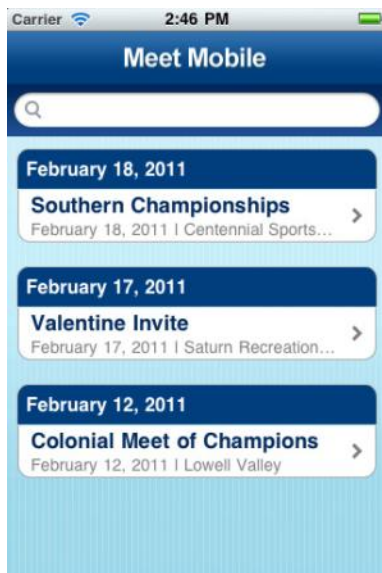 Carrier 2:46 PM
Meet Mobile
February 18, 2011
Southern Championships
February 18, 2011 | Centennial Sports...
February 17, 2011
Valentine Invite
February 17, 2011 | Saturn Recreation...
February 12, 2011
Colonial Meet of Champions
February 12, 2011 | Lowell Valley